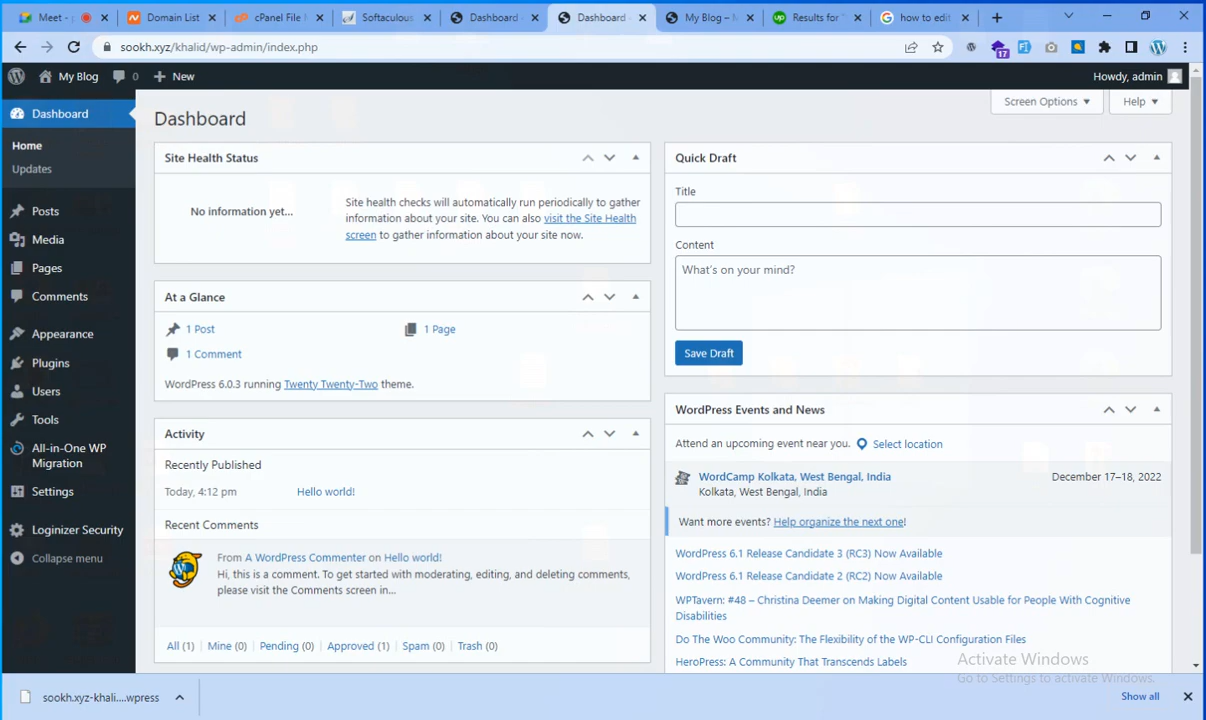 Meet -
Domain List
cPanel File M
Softaculous
Dashboard
Dashboard
My Blog – M
Results for
how to edit
sookh.xyz/khalid/wp-admin/index.php
17
My Blog
0
New
Howdy, admin
Dashboard
Home
Updates
Posts
Media
Pages
Comments
Appearance
Plugins
Users
Tools
All-in-One WP
Migration
Settings
Loginizer Security
Collapse menu
Screen Options
Help
Dashboard
Site Health Status
No information yet...
Site health checks will automatically run periodically to gather
information about your site. You can also visit the Site Health
screen to gather information about your site now.
At a Glance
1 Post
1 Page
1 Comment
WordPress 6.0.3 running Twenty Twenty-Two theme.
Activity
Recently Published
Today, 4:12 pm
Hello world!
Recent Comments
From A WordPress Commenter on Hello world!
Hi, this is a comment. To get started with moderating, editing, and deleting comments,
please visit the Comments screen in...
All (1)
Mine (0)
Pending (0)
Approved (1)
Spam (0)
Trash (0)
Quick Draft
Title
Content
What's on your mind?
Save Draft
WordPress Events and News
Attend an upcoming event near you.
Select location
WordCamp Kolkata, West Bengal, India
December 17–18, 2022
Kolkata, West Bengal, India
Want more events? Help organize the next one!
WordPress 6.1 Release Candidate 3 (RC3) Now Available
WordPress 6.1 Release Candidate 2 (RC2) Now Available
WPTavern: #48 – Christina Deemer on Making Digital Content Usable for People With Cognitive
Disabilities
Do The Woo Community: The Flexibility of the WP-CLI Configuration Files
HeroPress: A Community That Transcends Labels
Activate Windows
Go to Settings to activate Windows.
sookh.xyz-khali....wpress
Show all